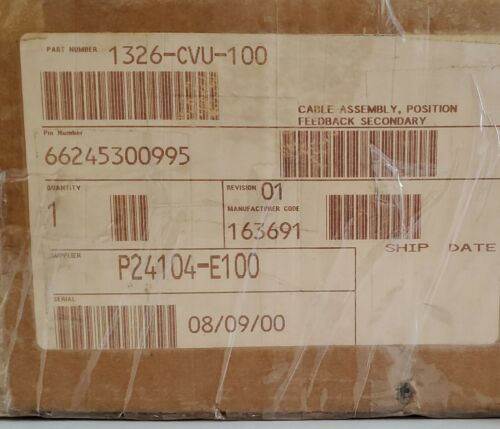 PART NUMBER 1326-CVU-100
CABLE ASSEMBLY, POSITION
FEEDBACK SECONDARY
Pin Number
66245300995
QUANTITY
1
REVISION 01
MANUFACTURER CODE
163691
SHIP DATE
SUPPLIER
P24104-E100
SERIAL
08/09/00